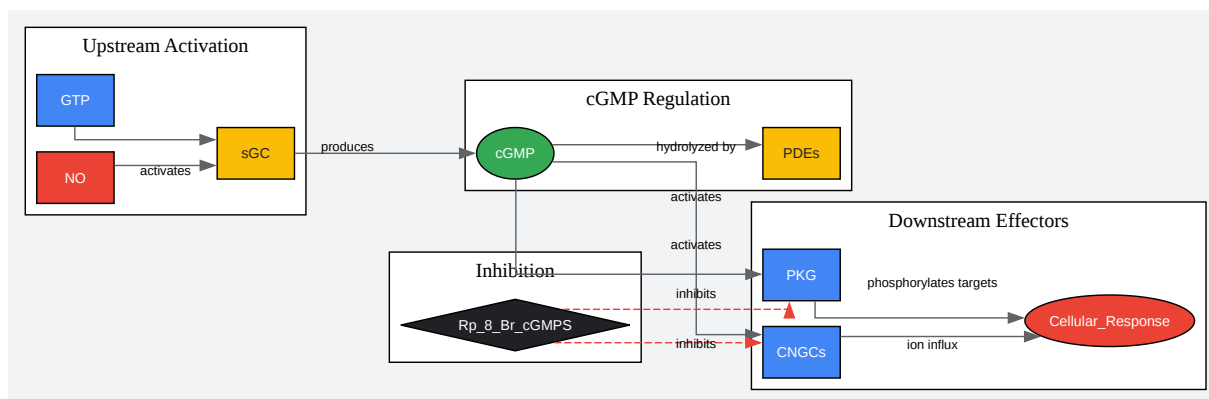 Upstream Activation
GTP
NO
activates
sGC
produces
cGMP Regulation
cGMP
hydrolyzed by
PDEs
activates
activates
Inhibition
Rp_8_Br_cGMPS
inhibits
inhibits
Downstream Effectors
PKG
phosphorylates targets
CNGCs
ion influx
Cellular_Response